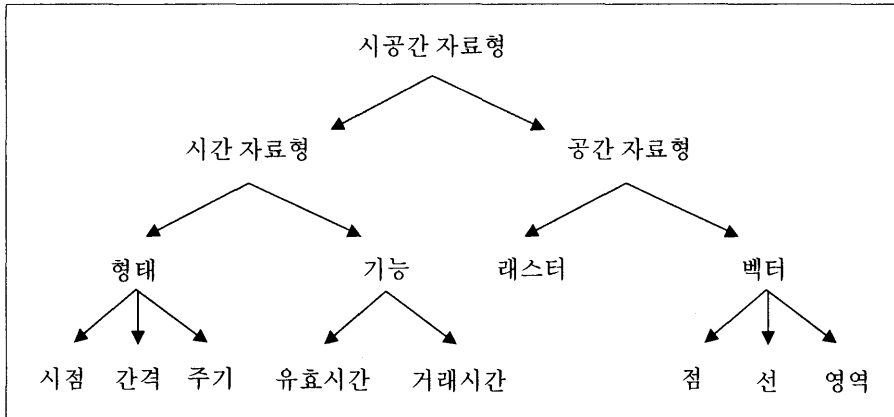 시공간 자료형
시간 자료형 공간 자료형
형태 기능 래스터 벡터
시점 간격 주기 유효시간 거래시간 점 선 영역